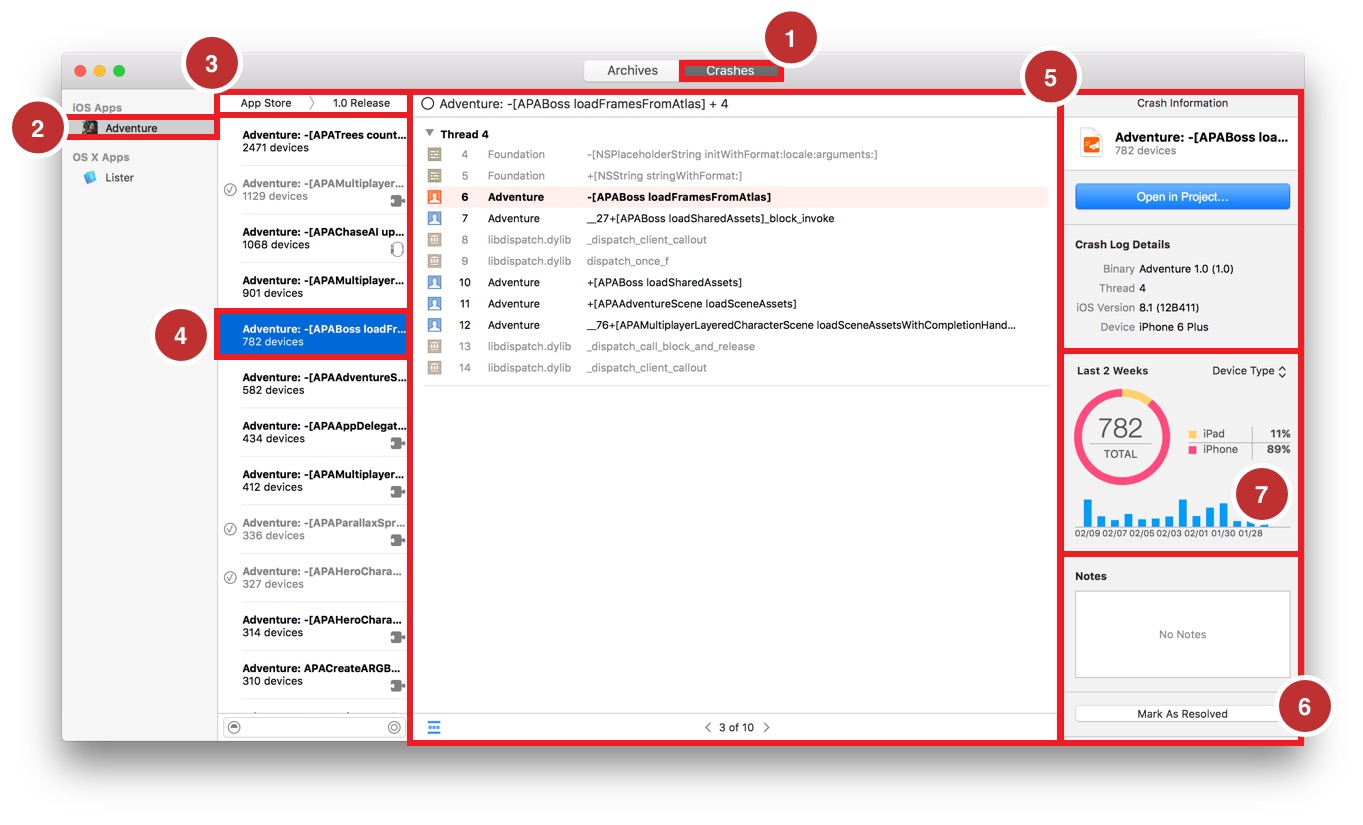 1
3
Archives
Crashes
5
iOS Apps
App Store
1.0 Release
Adventure: -[APABoss loadFramesFromAtlas] + 4
Crash Information
2
Adventure
OS X Apps
Lister
Adventure: -[APATrees count...
2471 devices
Adventure: -[APAMultiplayer...
1129 devices
Adventure: -[APAChaseAI up...
1068 devices
Adventure: -[APAMultiplayer...
901 devices
4
Adventure: -[APABoss loadFr...
782 devices
Adventure: -[APAAdventureS...
582 devices
Adventure: -[APAAppDelegat...
434 devices
Adventure: -[APAMultiplayer...
412 devices
Adventure: -[APAParallaxSpr...
336 devices
Adventure: -[APAHeroChara...
327 devices
Adventure: -[APAHeroChara...
314 devices
Adventure: APACreateARGB...
310 devices
Thread 4
4 Foundation -[NSPlaceholderString initWithFormat:locale:arguments:]
5 Foundation +[NSString stringWithFormat:]
6 Adventure -[APABoss loadFramesFromAtlas]
7 Adventure __27+[APABoss loadSharedAssets]_block_invoke
8 libdispatch.dylib _dispatch_client_callout
9 libdispatch.dylib dispatch_once_f
10 Adventure +[APABoss loadSharedAssets]
11 Adventure +[APAAdventureScene loadSceneAssets]
12 Adventure __76+[APAMultiplayerLayeredCharacterScene loadSceneAssetsWithCompletionHand...
13 libdispatch.dylib _dispatch_call_block_and_release
14 libdispatch.dylib _dispatch_client_callout
3 of 10
Adventure: -[APABoss loa...
782 devices
Open in Project...
Crash Log Details
Binary Adventure 1.0 (1.0)
Thread 4
iOS Version 8.1 (12B411)
Device iPhone 6 Plus
Last 2 Weeks
Device Type
782
TOTAL
iPad 11%
iPhone 89%
7
02/09 02/07 02/05 02/03 02/01 01/30 01/28
Notes
No Notes
6
Mark As Resolved